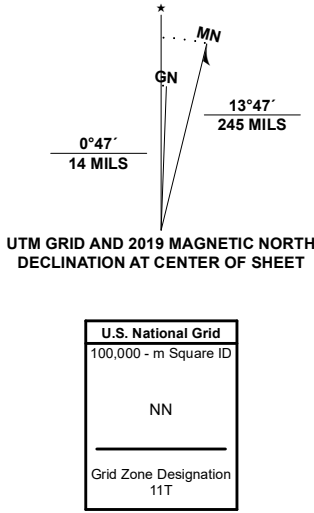 ★
MN
GN
0°47´
14 MILS
13°47´
245 MILS
UTM GRID AND 2019 MAGNETIC NORTH
DECLINATION AT CENTER OF SHEET
U.S. National Grid
100,000 - m Square ID
NN
Grid Zone Designation
11T